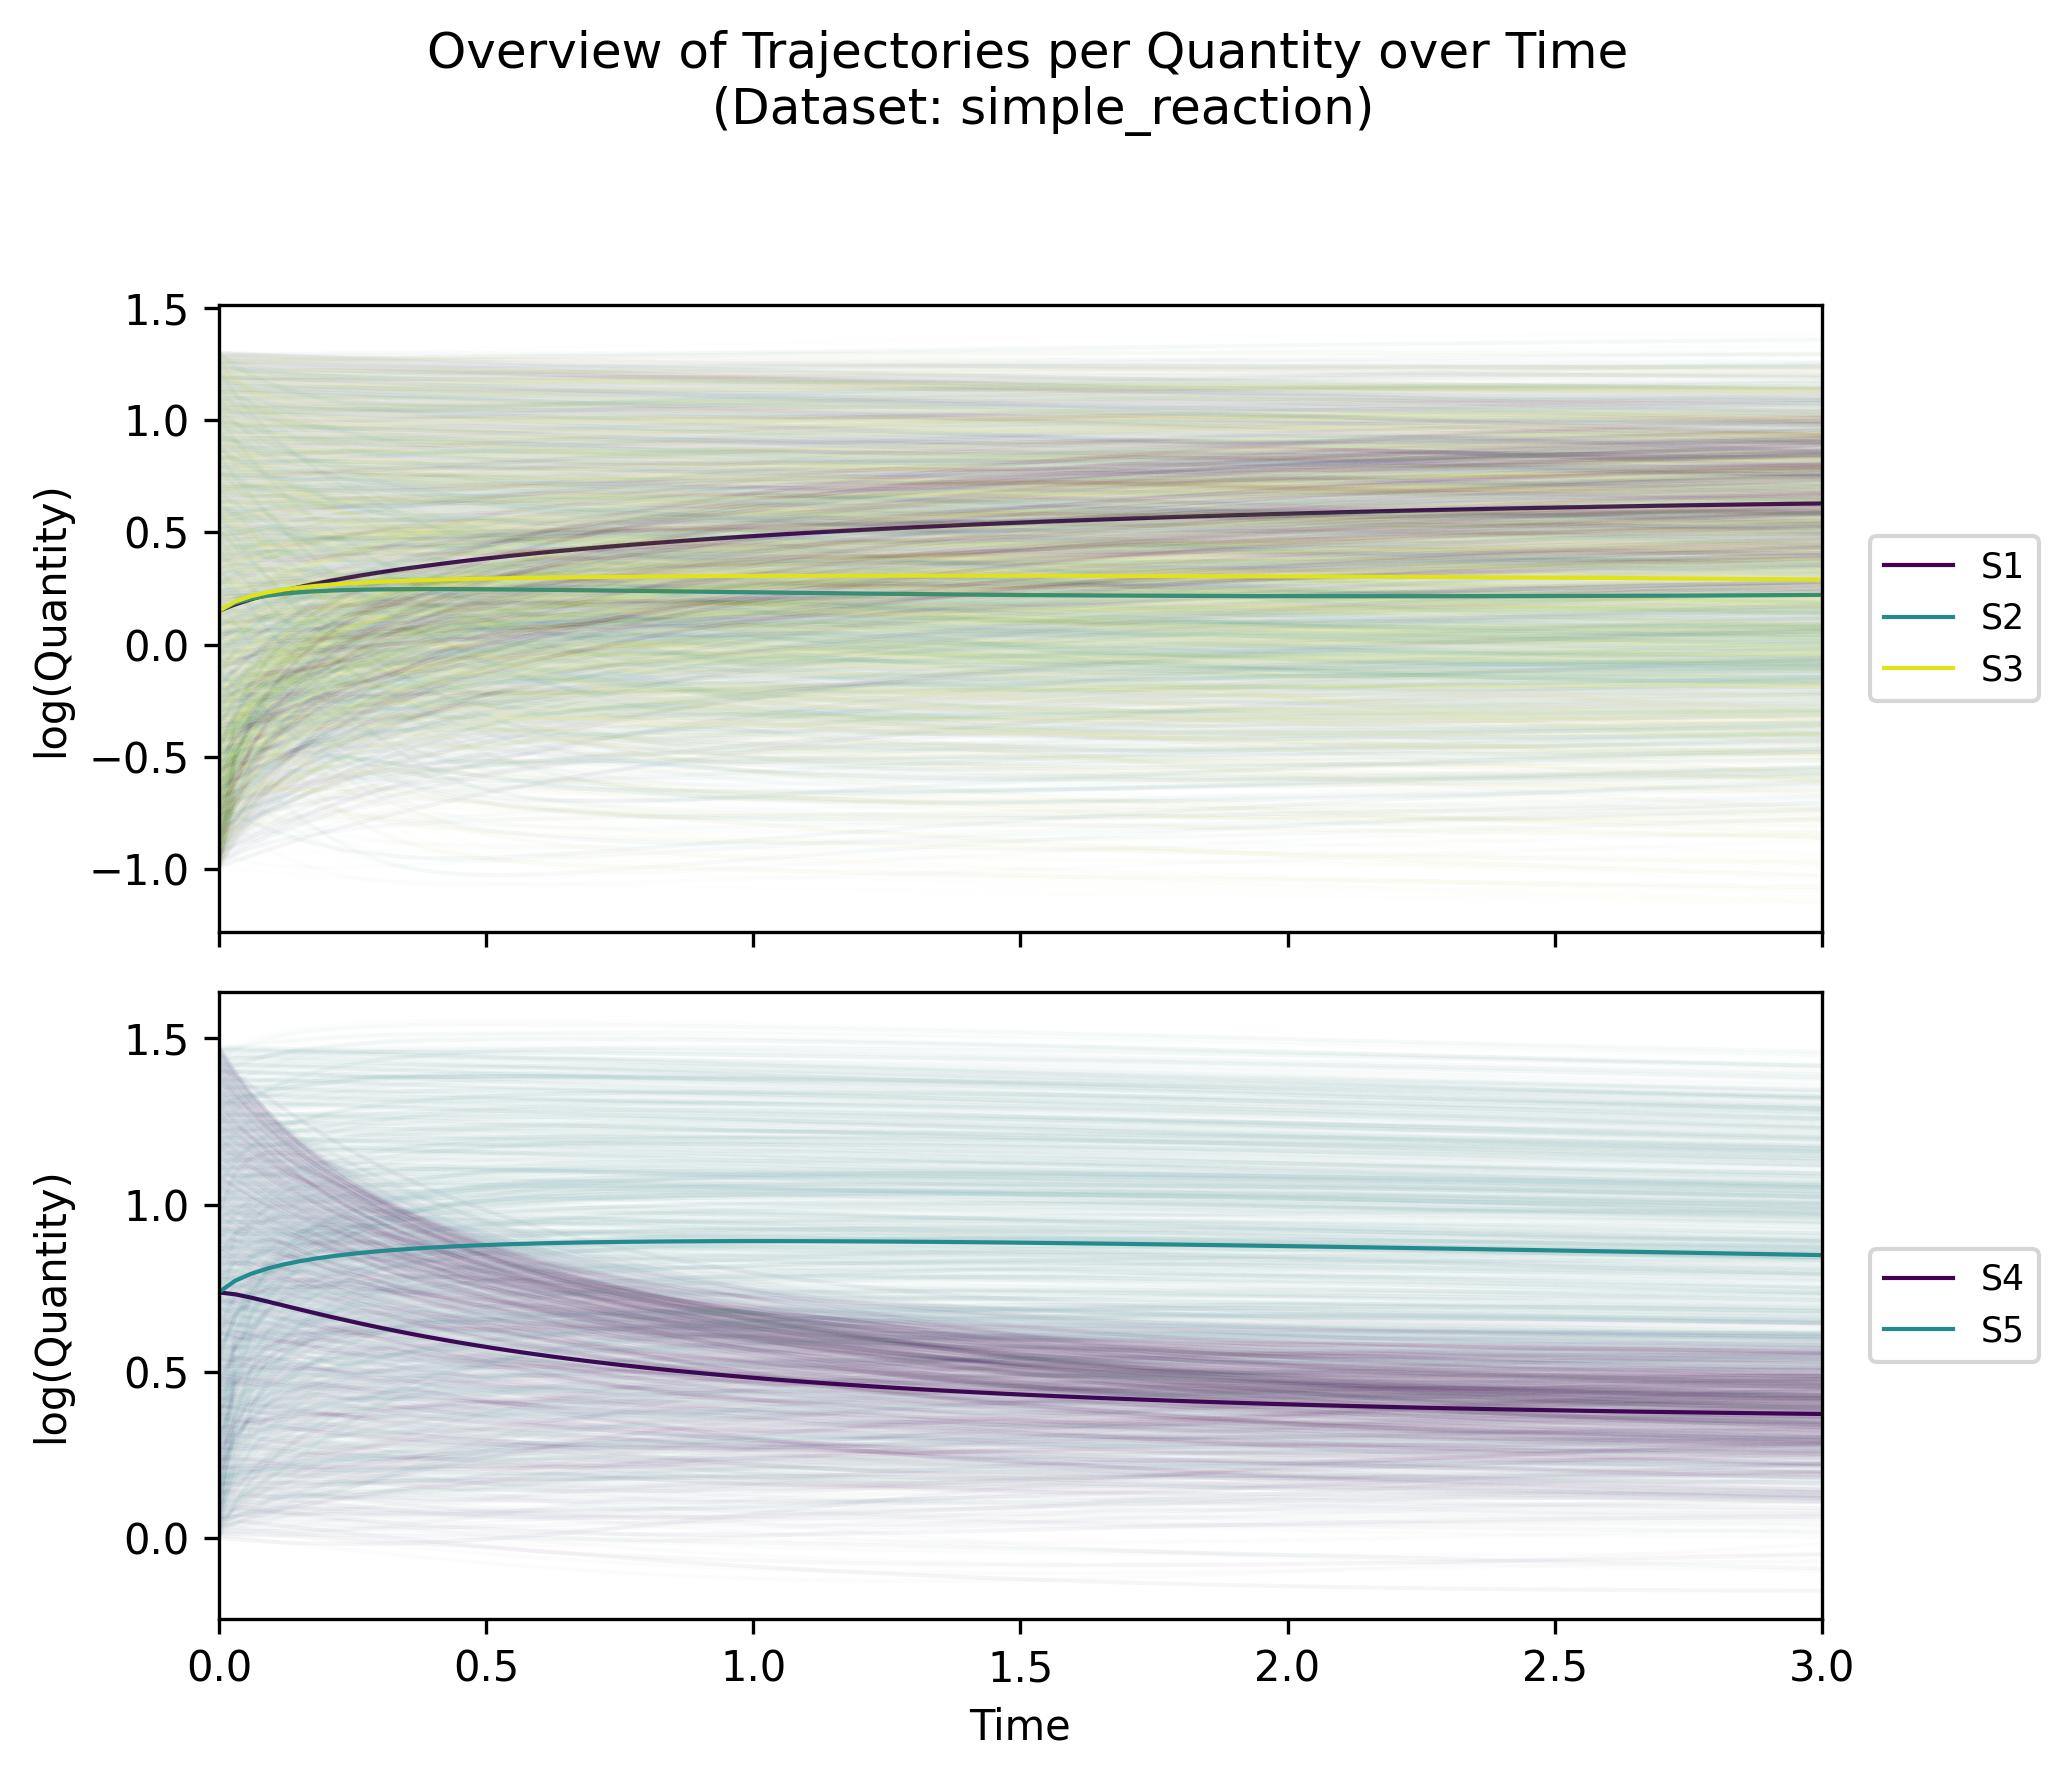 Overview of Trajectories per Quantity over Time
(Dataset: simple_reaction)
1.5
1.0
0.5
0.0
−0.5
−1.0
log(Quantity)
S1
S2
S3
1.5
1.0
0.5
0.0
log(Quantity)
S4
S5
0.0 0.5 1.0 1.5 2.0 2.5 3.0
Time